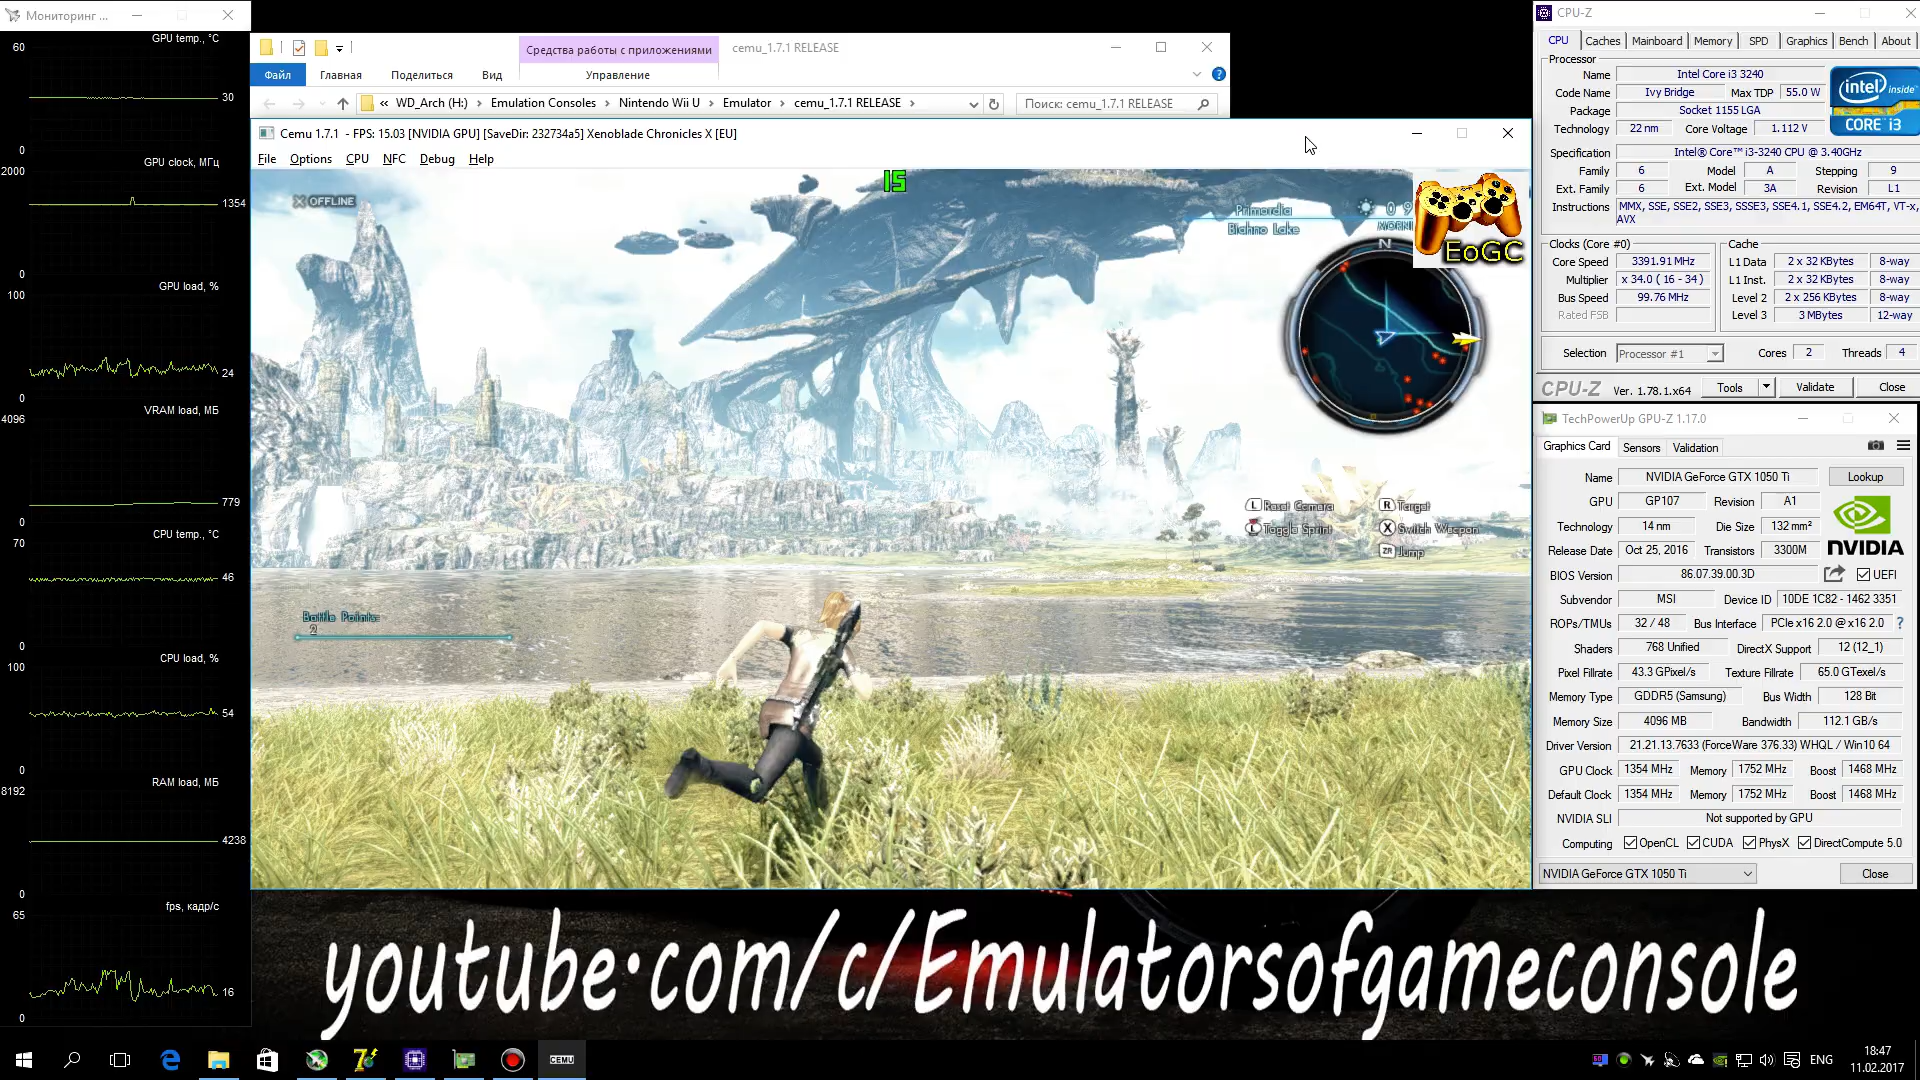 Мониторинг ...
GPU temp., °C
60
30
0
GPU clock, МГц
2000
1354
0
GPU load, %
100
24
0
VRAM load, МБ
4096
779
0
CPU temp., °C
70
46
0
CPU load, %
100
54
0
RAM load, МБ
8192
4238
0
fps, кадр/с
65
16
0
Средства работы с приложениями
cemu_1.7.1 RELEASE
Файл Главная Поделиться Вид Управление
« WD_Arch (H:) Emulation Consoles Nintendo Wii U Emulator cemu_1.7.1 RELEASE
Поиск: cemu_1.7.1 RELEASE
Cemu 1.7.1 - FPS: 15.03 [NVIDIA GPU] [SaveDir: 232734a5] Xenoblade Chronicles X [EU]
File Options CPU NFC Debug Help
15
X OFFLINE
Primordia
Biahno Lake
N
EoGC
L Reset Camera
R Target
L Toggle Sprint
X Switch Weapon
ZR Jump
Battle Points:
2
CPU-Z
CPU Caches Mainboard Memory SPD Graphics Bench About
Processor
Name Intel Core i3 3240
Code Name Ivy Bridge Max TDP 55.0 W
Package Socket 1155 LGA
Technology 22 nm Core Voltage 1.112 V
intel inside™
CORE i3
Specification Intel® Core™ i3-3240 CPU @ 3.40GHz
Family 6 Model A Stepping 9
Ext. Family 6 Ext. Model 3A Revision L1
Instructions MMX, SSE, SSE2, SSE3, SSSE3, SSE4.1, SSE4.2, EM64T, VT-x,
AVX
Clocks (Core #0)
Core Speed 3391.91 MHz
Multiplier x 34.0 ( 16 - 34 )
Bus Speed 99.76 MHz
Rated FSB
Cache
L1 Data 2 x 32 KBytes 8-way
L1 Inst. 2 x 32 KBytes 8-way
Level 2 2 x 256 KBytes 8-way
Level 3 3 MBytes 12-way
Selection Processor #1 Cores 2 Threads 4
CPU-Z Ver. 1.78.1.x64 Tools Validate Close
TechPowerUp GPU-Z 1.17.0
Graphics Card Sensors Validation
Name NVIDIA GeForce GTX 1050 Ti Lookup
GPU GP107 Revision A1
Technology 14 nm Die Size 132 mm²
Release Date Oct 25, 2016 Transistors 3300M
NVIDIA
BIOS Version 86.07.39.00.3D UEFI
Subvendor MSI Device ID 10DE 1C82 - 1462 3351
ROPs/TMUs 32 / 48 Bus Interface PCIe x16 2.0 @ x16 2.0 ?
Shaders 768 Unified DirectX Support 12 (12_1)
Pixel Fillrate 43.3 GPixel/s Texture Fillrate 65.0 GTexel/s
Memory Type GDDR5 (Samsung) Bus Width 128 Bit
Memory Size 4096 MB Bandwidth 112.1 GB/s
Driver Version 21.21.13.7633 (ForceWare 376.33) WHQL / Win10 64
GPU Clock 1354 MHz Memory 1752 MHz Boost 1468 MHz
Default Clock 1354 MHz Memory 1752 MHz Boost 1468 MHz
NVIDIA SLI Not supported by GPU
Computing OpenCL CUDA PhysX DirectCompute 5.0
NVIDIA GeForce GTX 1050 Ti Close
youtube.com/c/Emulatorsofgameconsole
CEMU
ENG
18:47
11.02.2017